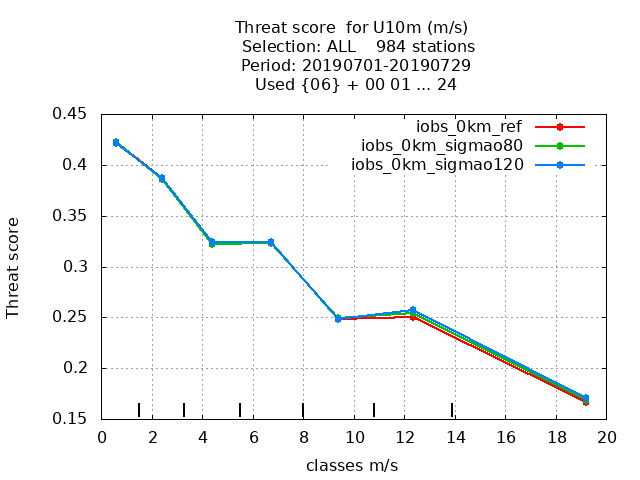 Threat score  for U10m (m/s)
Selection: ALL    984 stations
Period: 20190701-20190729
Used {06} + 00 01 ... 24
0.45
0.4
0.35
0.3
0.25
0.2
0.15
Threat score
iobs_0km_ref
iobs_0km_sigmao80
iobs_0km_sigmao120
0 2 4 6 8 10 12 14 16 18 20
classes m/s